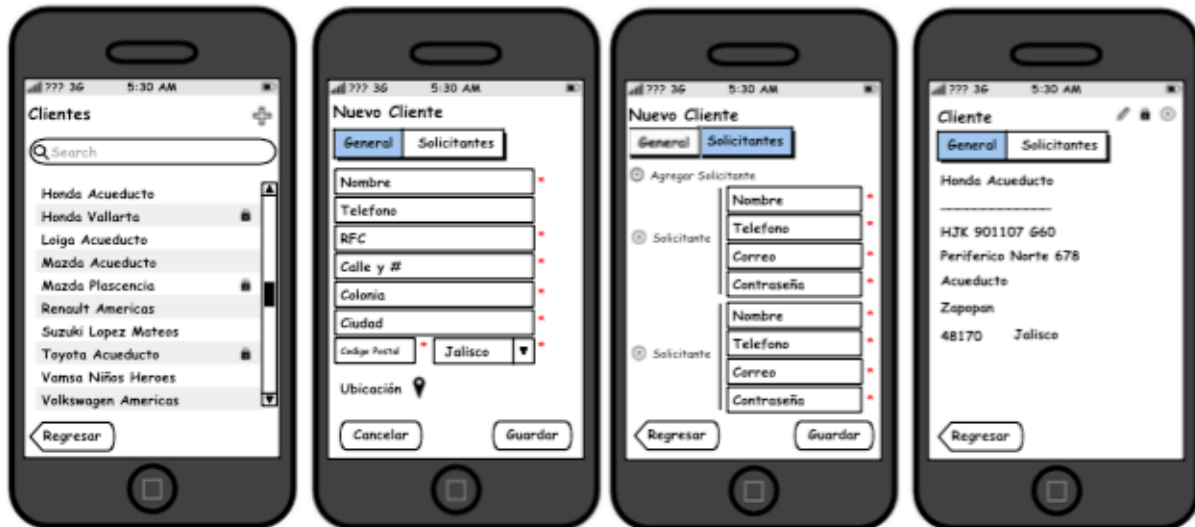 ??? 3G 5:30 AM
Clientes
Search
Honda Acueducto
Honda Vallarta
Loiga Acueducto
Mazda Acueducto
Mazda Plascencia
Renault Americas
Suzuki Lopez Mateos
Toyota Acueducto
Vamsa Niños Heroes
Volkswagen Americas
Regresar
??? 3G 5:30 AM
Nuevo Cliente
General Solicitantes
Nombre *
Telefono
RFC *
Calle y # *
Colonia *
Ciudad *
Codigo Postal * Jalisco *
Ubicación
Cancelar Guardar
??? 3G 5:30 AM
Nuevo Cliente
General Solicitantes
Agregar Solicitante
Nombre *
Telefono *
Solicitante
Correo *
Contraseña *
Nombre *
Telefono *
Solicitante
Correo *
Contraseña *
Regresar Guardar
??? 3G 5:30 AM
Cliente
General Solicitantes
Honda Acueducto
HJK 901107 G60
Periferico Norte 678
Acueducto
Zapopan
48170 Jalisco
Regresar